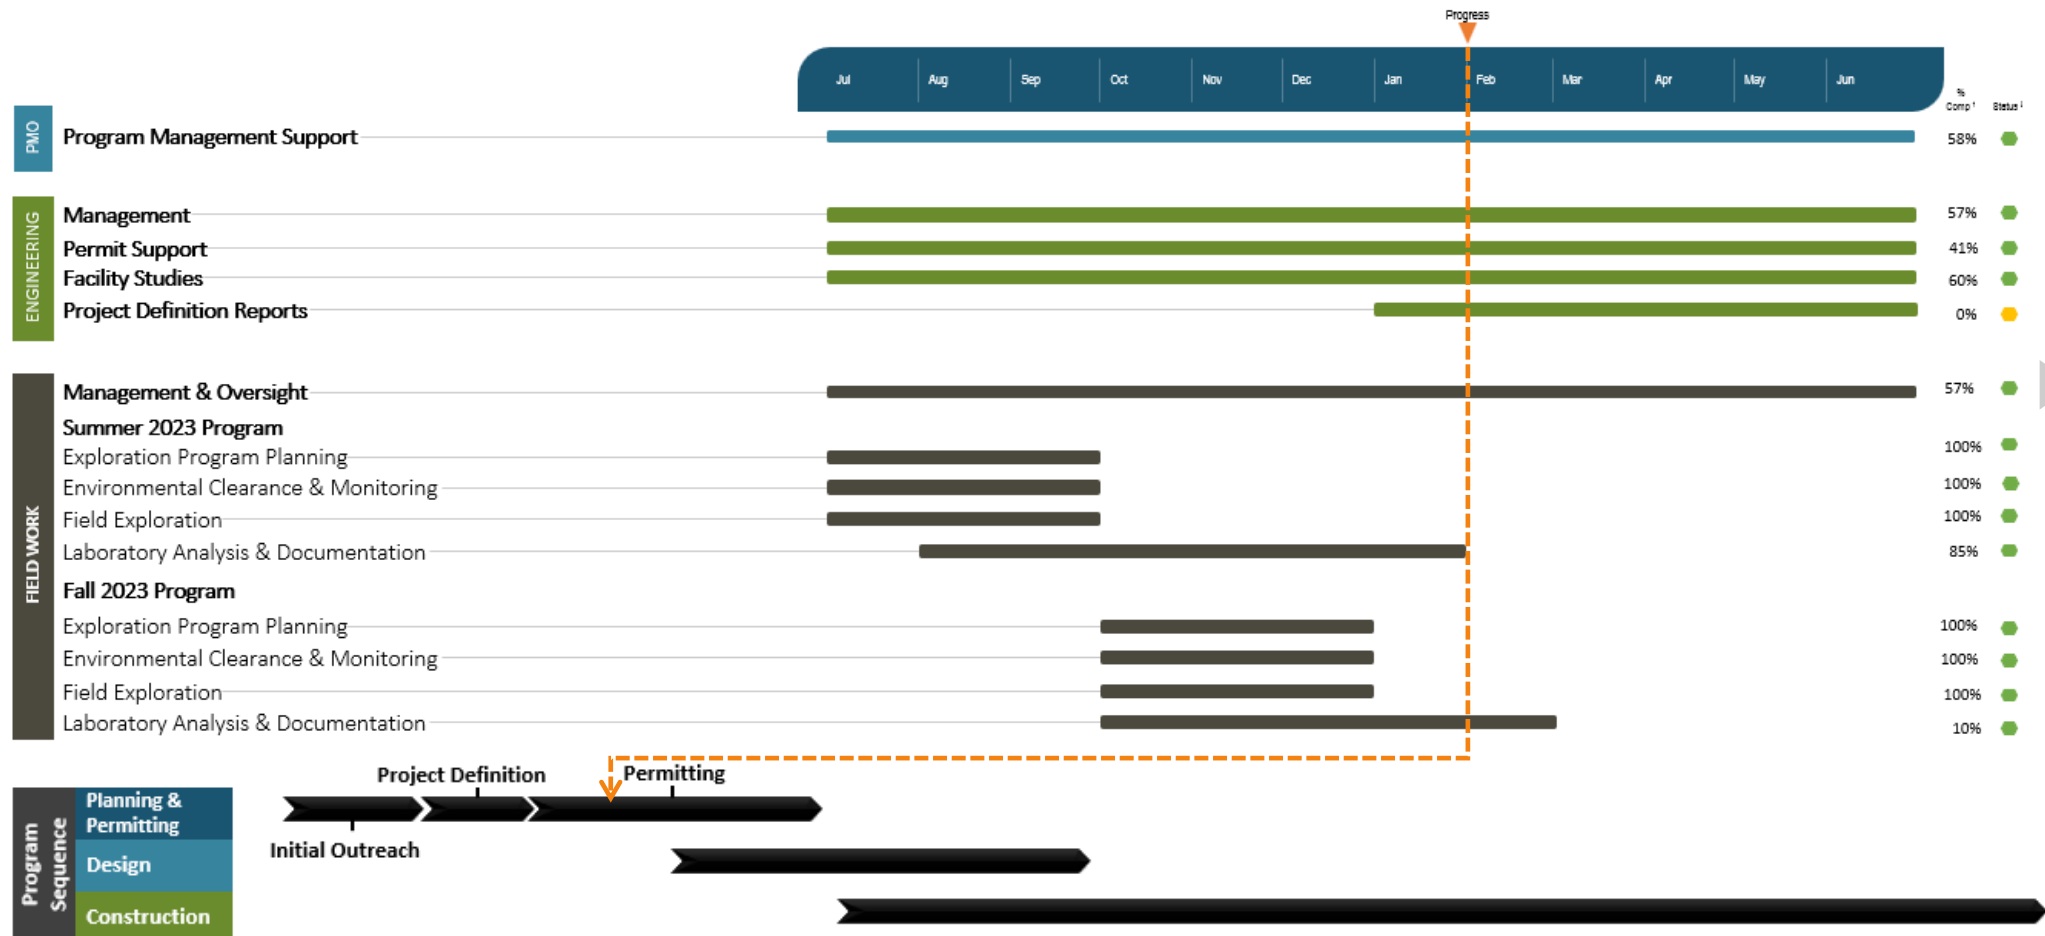 Progress
Jul Aug Sep Oct Nov Dec Jan Feb Mar Apr May Jun
%
Comp ¹ Status ²
PMO
Program Management Support 58%
ENGINEERING
Management 57%
Permit Support 41%
Facility Studies 60%
Project Definition Reports 0%
FIELD WORK
Management & Oversight 57%
Summer 2023 Program
Exploration Program Planning 100%
Environmental Clearance & Monitoring 100%
Field Exploration 100%
Laboratory Analysis & Documentation 85%
Fall 2023 Program
Exploration Program Planning 100%
Environmental Clearance & Monitoring 100%
Field Exploration 100%
Laboratory Analysis & Documentation 10%
Program
Sequence
Planning &
Permitting
Project Definition
Permitting
Initial Outreach
Design
Construction